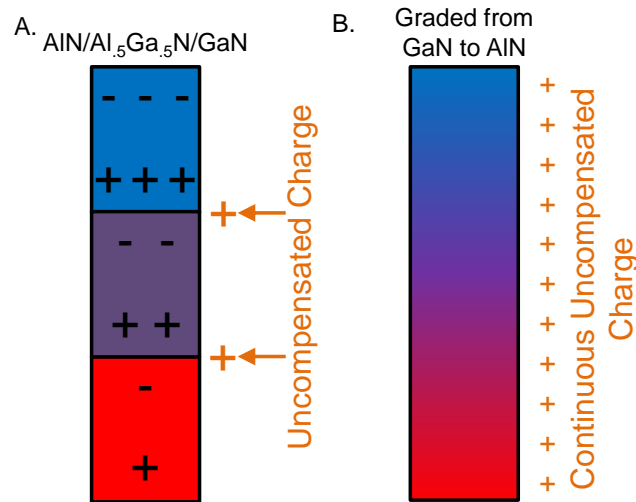 A.
AlN/Al.5Ga.5N/GaN
- - -
+ + +
+
- -
+ +
+
-
+
Uncompensated Charge
B.
Graded from
GaN to AlN
+
+
+
+
+
+
+
+
+
+
+
Continuous Uncompensated
Charge